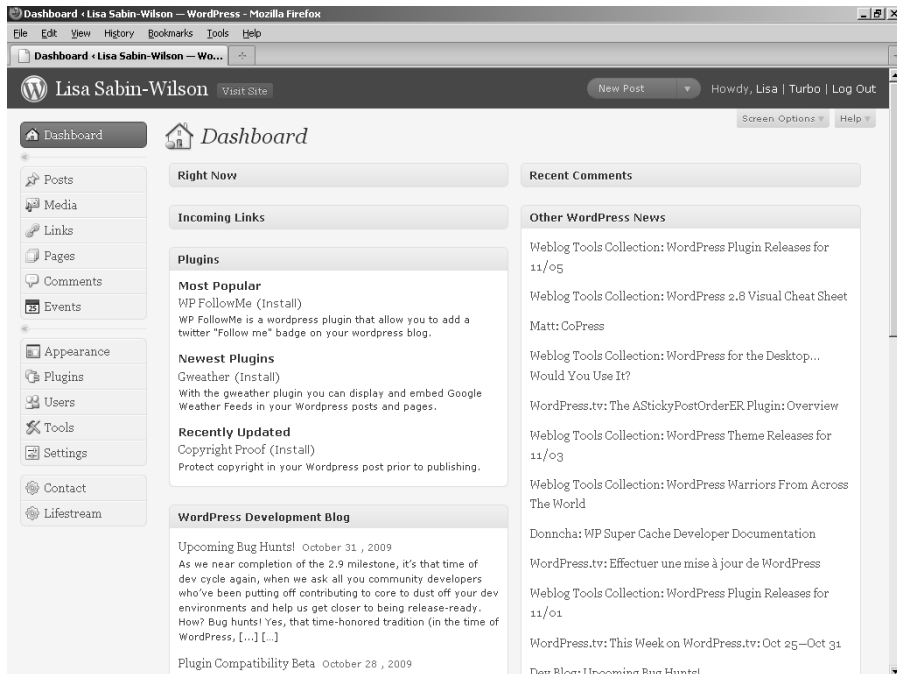 Dashboard ‹ Lisa Sabin-Wilson — WordPress - Mozilla Firefox
File Edit View History Bookmarks Tools Help
Dashboard ‹ Lisa Sabin-Wilson — Wo...
Lisa Sabin-Wilson Visit Site New Post Howdy, Lisa | Turbo | Log Out
Screen Options Help
Dashboard
Posts
Media
Links
Pages
Comments
25 Events
Appearance
Plugins
Users
Tools
Settings
Contact
Lifestream
Dashboard
Right Now
Incoming Links
Plugins
Most Popular
WP FollowMe (Install)
WP FollowMe is a wordpress plugin that allow you to add a
twitter "Follow me" badge on your wordpress blog.
Newest Plugins
Gweather (Install)
With the gweather plugin you can display and embed Google
Weather Feeds in your Wordpress posts and pages.
Recently Updated
Copyright Proof (Install)
Protect copyright in your Wordpress post prior to publishing.
WordPress Development Blog
Upcoming Bug Hunts! October 31 , 2009
As we near completion of the 2.9 milestone, it's that time of
dev cycle again, when we ask all you community developers
who've been putting off contributing to core to dust off your dev
environments and help us get closer to being release-ready.
How? Bug hunts! Yes, that time-honored tradition (in the time of
WordPress, [...] [...]
Plugin Compatibility Beta October 28 , 2009
Recent Comments
Other WordPress News
Weblog Tools Collection: WordPress Plugin Releases for
11/05
Weblog Tools Collection: WordPress 2.8 Visual Cheat Sheet
Matt: CoPress
Weblog Tools Collection: WordPress for the Desktop...
Would You Use It?
WordPress.tv: The AStickyPostOrderER Plugin: Overview
Weblog Tools Collection: WordPress Theme Releases for
11/03
Weblog Tools Collection: WordPress Warriors From Across
The World
Donncha: WP Super Cache Developer Documentation
WordPress.tv: Effectuer une mise à jour de WordPress
Weblog Tools Collection: WordPress Plugin Releases for
11/01
WordPress.tv: This Week on WordPress.tv: Oct 25—Oct 31
Dev Blog: Upcoming Bug Hunts!